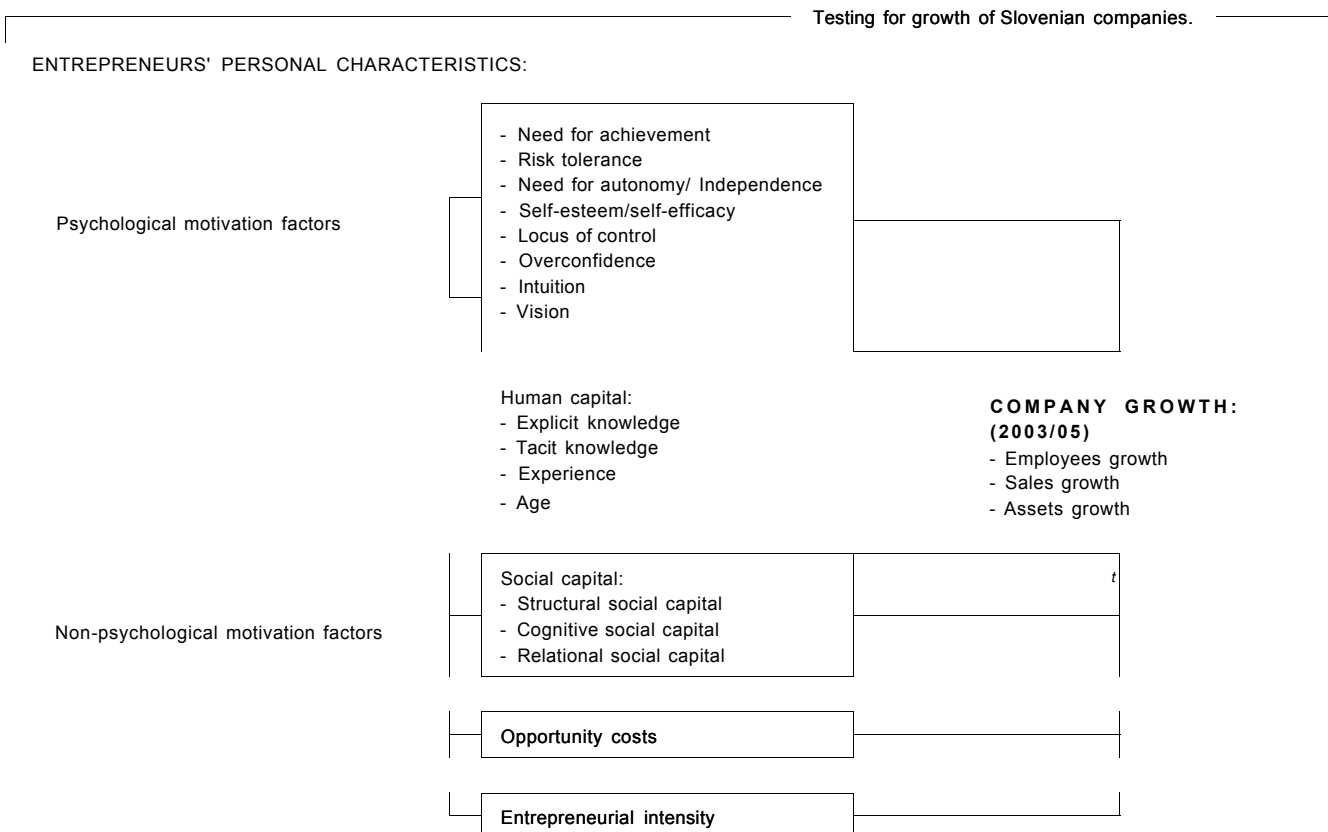 Testing for growth of Slovenian companies.
ENTREPRENEURS' PERSONAL CHARACTERISTICS:
Psychological motivation factors
- Need for achievement
- Risk tolerance
- Need for autonomy/ Independence
- Self-esteem/self-efficacy
- Locus of control
- Overconfidence
- Intuition
- Vision
Human capital:
- Explicit knowledge
- Tacit knowledge
- Experience
- Age
COMPANY GROWTH:
(2003/05)
- Employees growth
- Sales growth
- Assets growth
Non-psychological motivation factors
Social capital:
- Structural social capital
- Cognitive social capital
- Relational social capital
t
Opportunity costs
Entrepreneurial intensity